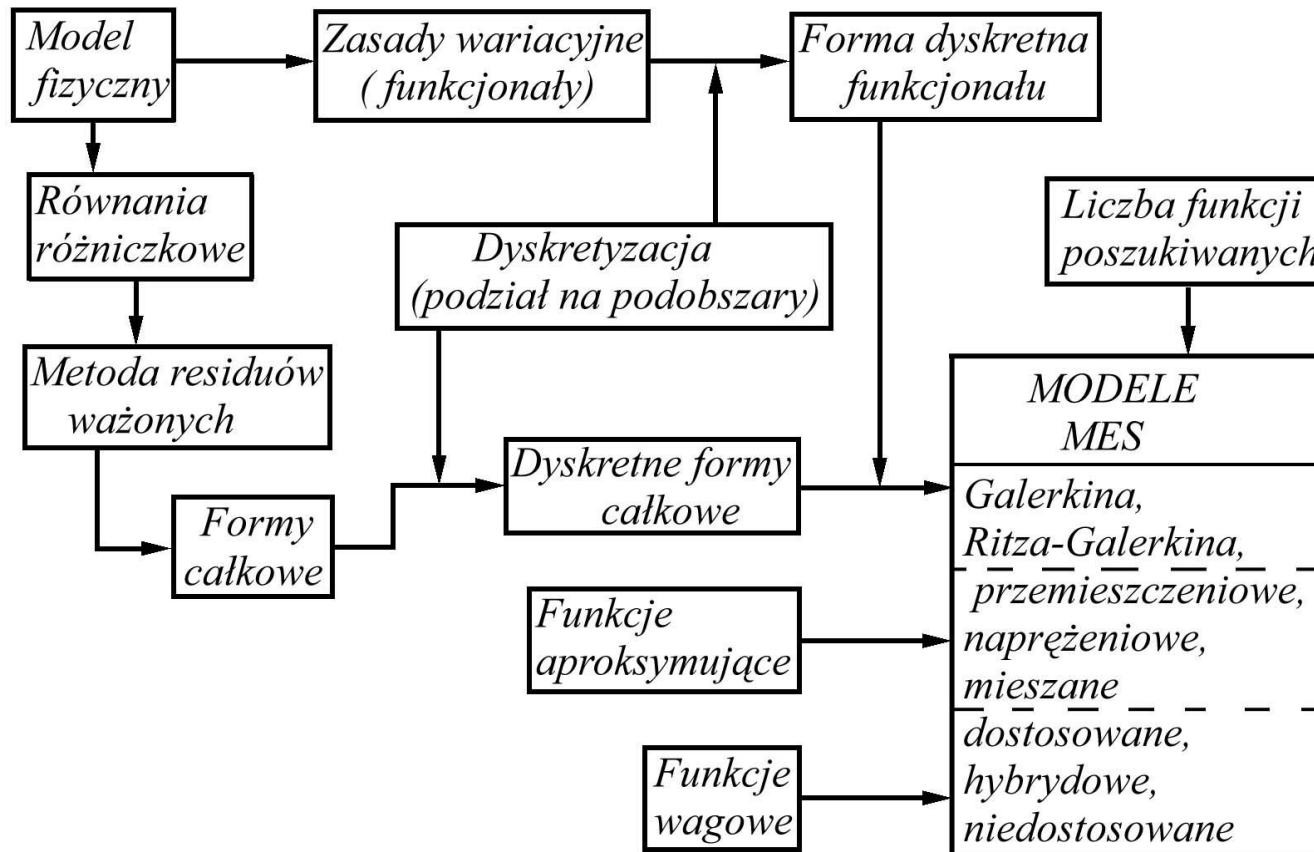 Model
fizyczny
Zasady wariacyjne
( funkcjonały)
Forma dyskretna
funkcjonału
Równania
różniczkowe
Dyskretyzacja
(podział na podobszary)
Liczba funkcji
poszukiwanych
Metoda residuów
ważonych
Formy
całkowe
Dyskretne formy
całkowe
Funkcje
aproksymujące
Funkcje
wagowe
MODELE
MES
Galerkina,
Ritza-Galerkina,
przemieszczeniowe,
naprężeniowe,
mieszane
dostosowane,
hybrydowe,
niedostosowane